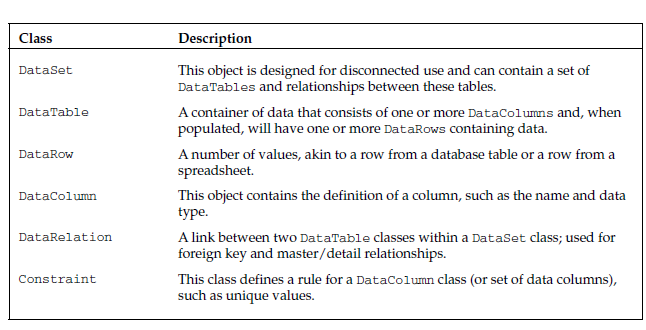 Class Description
DataSet This object is designed for disconnected use and can contain a set of
DataTables and relationships between these tables.
DataTable A container of data that consists of one or more DataColumns and, when
populated, will have one or more DataRows containing data.
DataRow A number of values, akin to a row from a database table or a row from a
spreadsheet.
DataColumn This object contains the definition of a column, such as the name and data
type.
DataRelation A link between two DataTable classes within a DataSet class; used for
foreign key and master/detail relationships.
Constraint This class defines a rule for a DataColumn class (or set of data columns),
such as unique values.